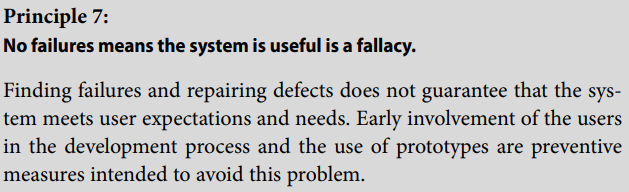 Principle 7:
No failures means the system is useful is a fallacy.
Finding failures and repairing defects does not guarantee that the sys-
tem meets user expectations and needs. Early involvement of the users
in the development process and the use of prototypes are preventive
measures intended to avoid this problem.